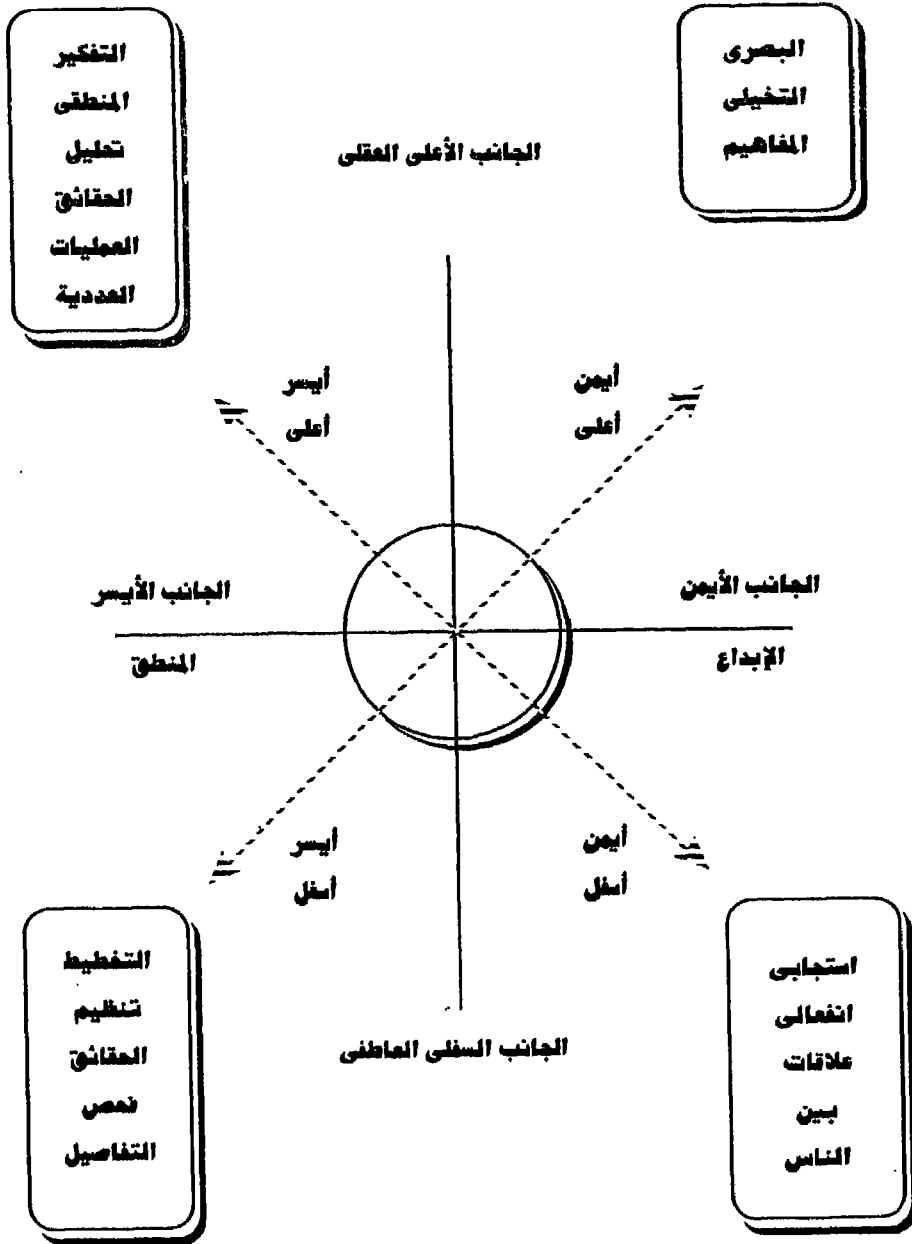 البصرى
التخيلى
المفاهيم
التفكير
المنطقى
تحليل
الحقائق
العمليات
العددية
الجانب الأعلى العقلى
أيمن
أعلى
أيسر
أعلى
الجانب الأيمن
الإبداع
الجانب الأيسر
المنطق
أيمن
أسفل
أيسر
أسفل
الجانب السفلى العاطفى
استجابى
انفعالى
علاقات
بين
الناس
التخطيط
تنظيم
الحقائق
فحص
التفاصيل